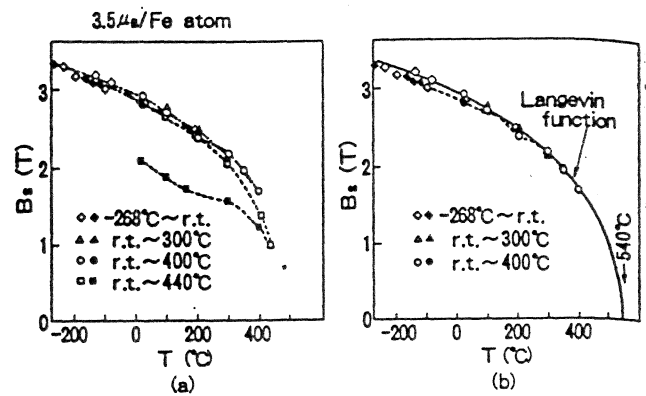 3.5μB/Fe atom
3
2
1
0
Bs (T)
-268°C~r.t.
r.t.~300°C
r.t.~400°C
r.t.~440°C
-200 0 200 400
T (°C)
(a)
3
2
1
0
Bs (T)
Langevin
function
-268°C~r.t.
r.t.~300°C
r.t.~400°C
540°C
-200 0 200 400
T (°C)
(b)